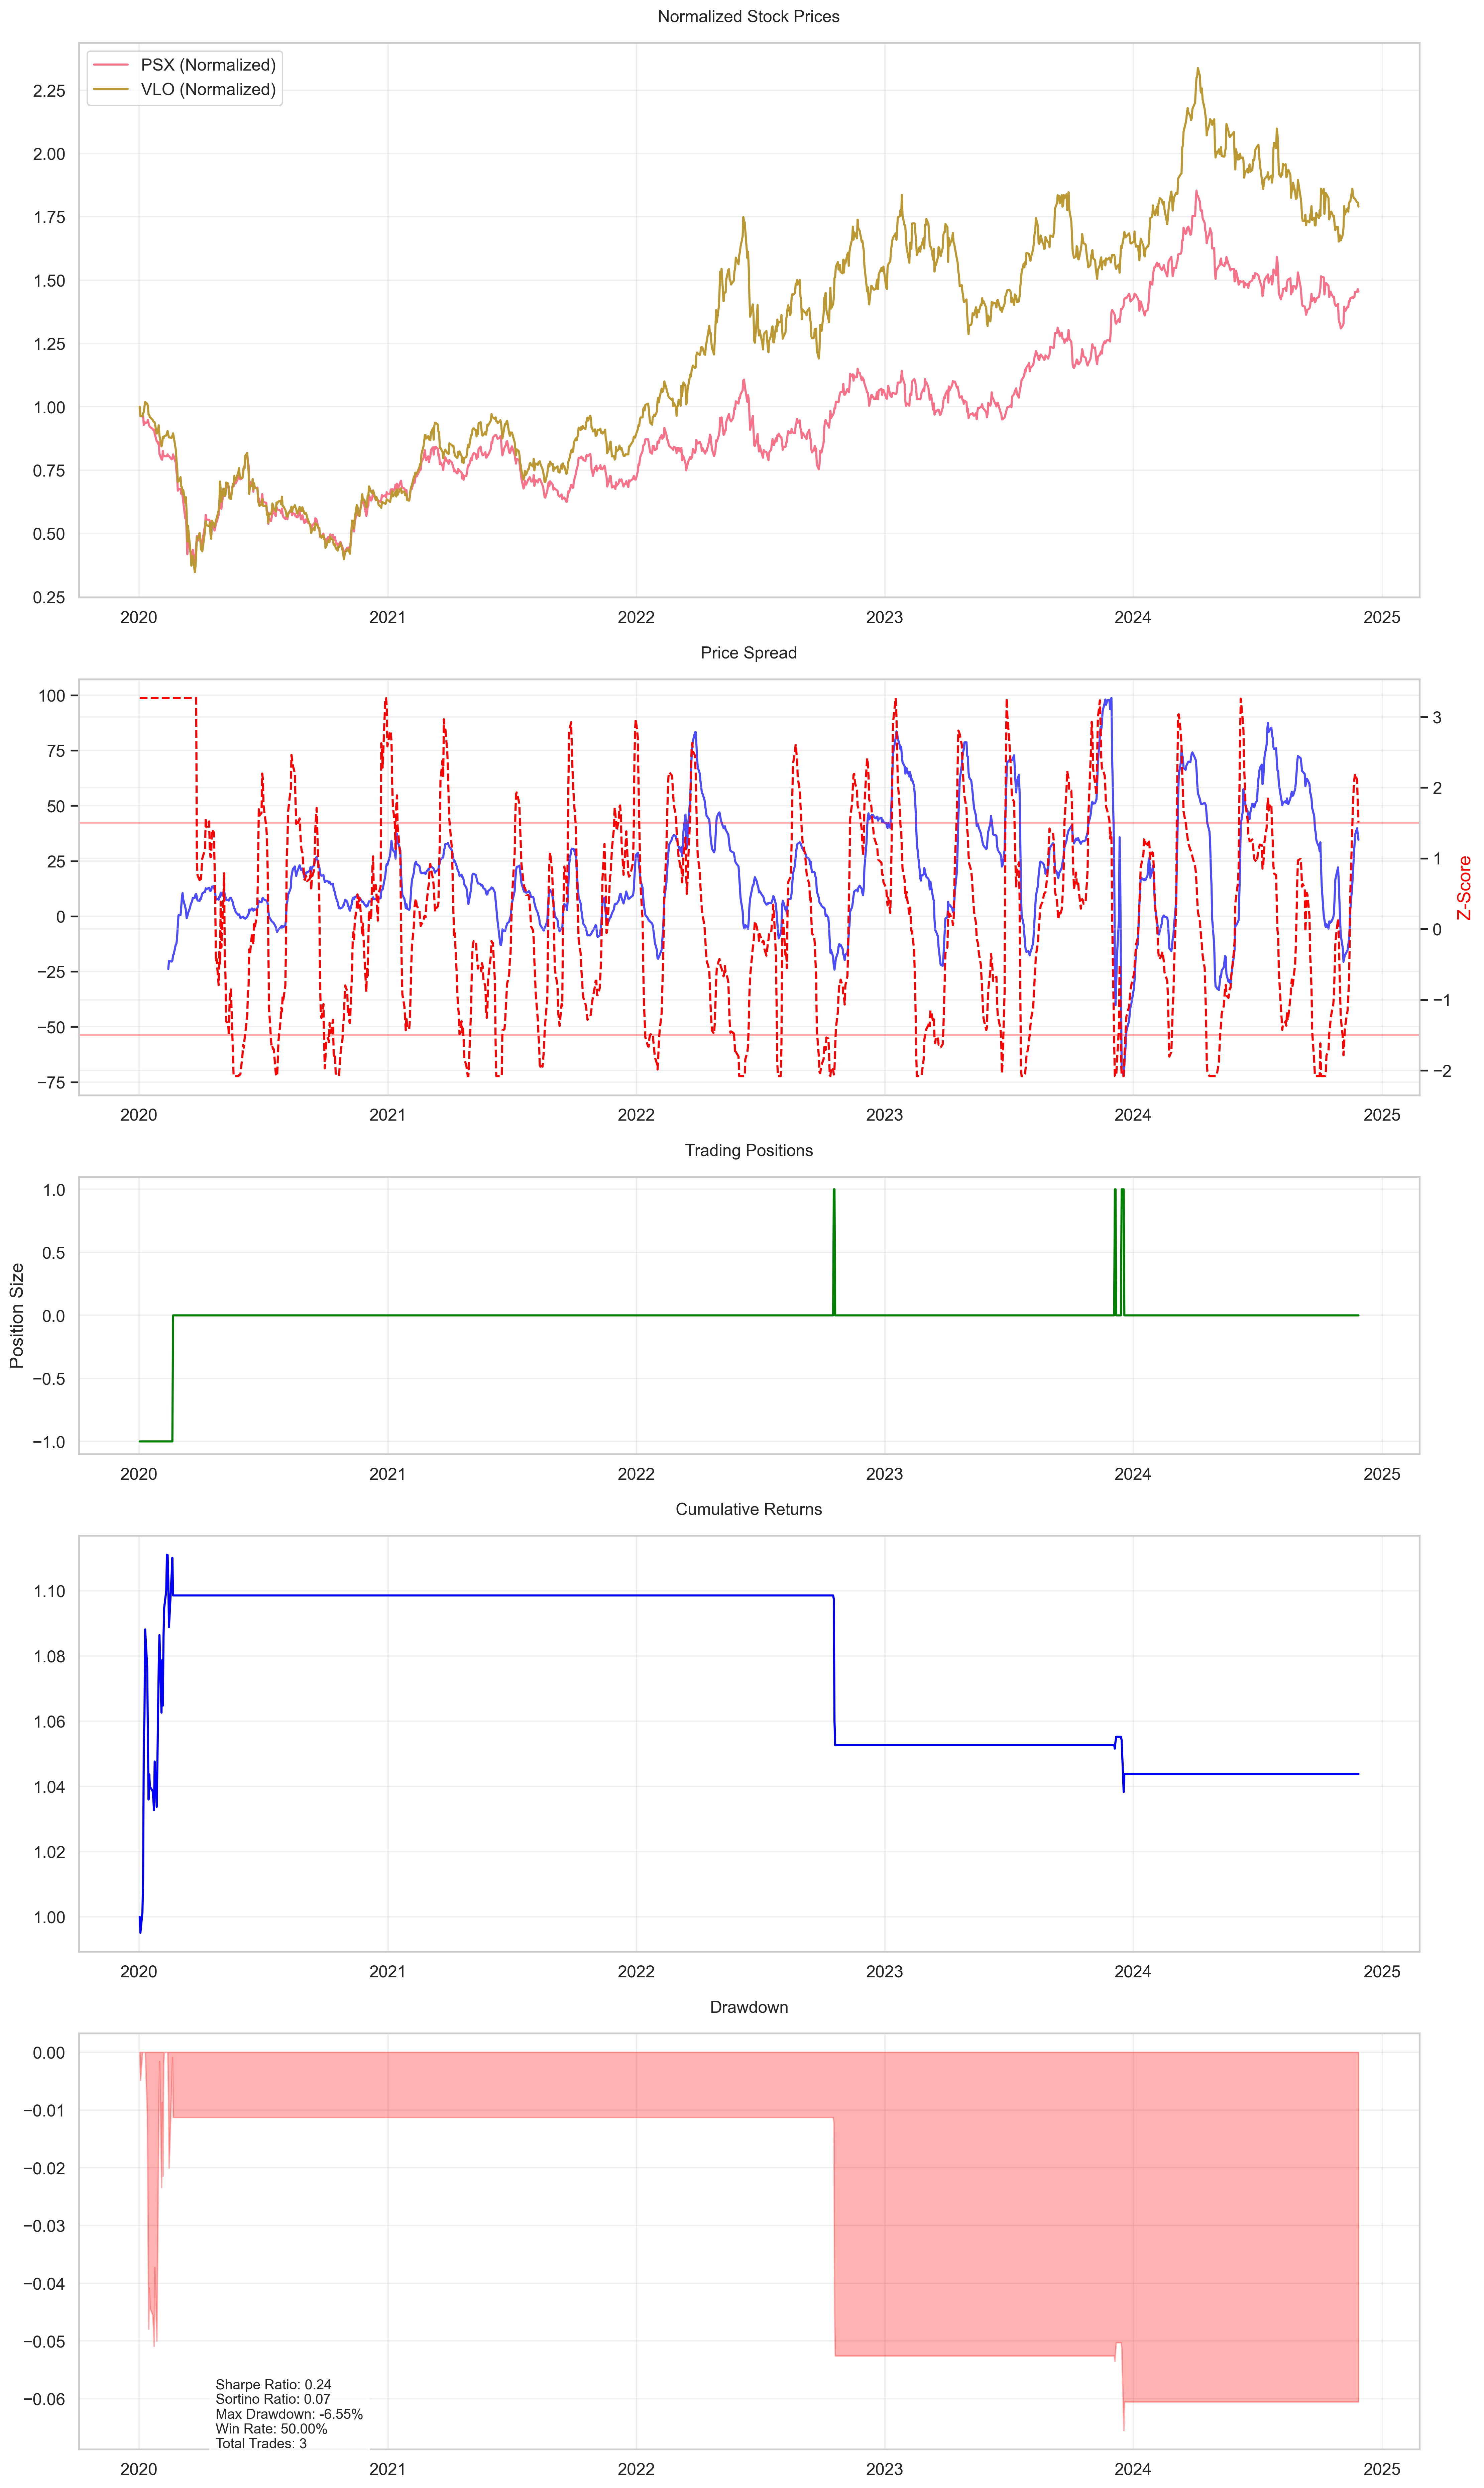 Normalized Stock Prices
PSX (Normalized)
VLO (Normalized)
2.25
2.00
1.75
1.50
1.25
1.00
0.75
0.50
0.25
2020 2021 2022 2023 2024 2025
Price Spread
100
75
50
25
0
−25
−50
−75
3
2
1
0
−1
−2
Z-Score
2020 2021 2022 2023 2024 2025
Trading Positions
Position Size
1.0
0.5
0.0
−0.5
−1.0
2020 2021 2022 2023 2024 2025
Cumulative Returns
1.10
1.08
1.06
1.04
1.02
1.00
2020 2021 2022 2023 2024 2025
Drawdown
0.00
−0.01
−0.02
−0.03
−0.04
−0.05
−0.06
Sharpe Ratio: 0.24
Sortino Ratio: 0.07
Max Drawdown: -6.55%
Win Rate: 50.00%
Total Trades: 3
2020 2021 2022 2023 2024 2025